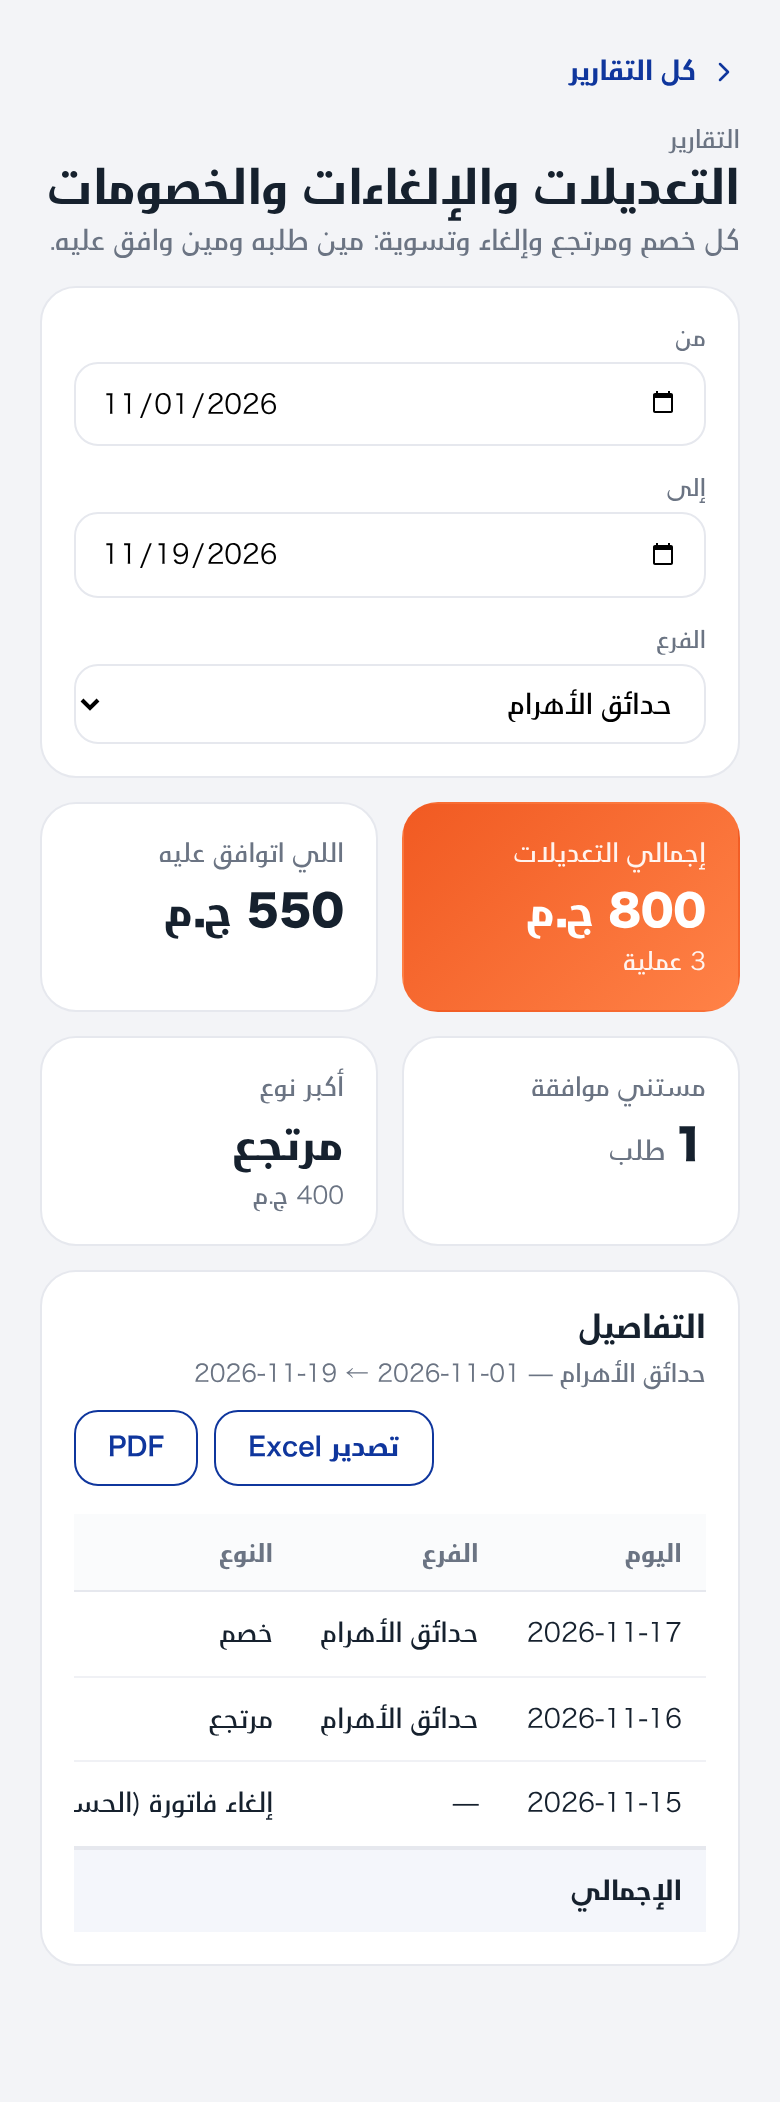 كل التقارير
التقارير
التعديلات والإلغاءات والخصومات
كل خصم ومرتجع وإلغاء وتسوية: مين طلبه ومين وافق عليه.
من
11/01/2026
إلى
11/19/2026
الفرع
حدائق الأهرام
إجمالي التعديلات
800 ج.م
3 عملية
اللي اتوافق عليه
550 ج.م
مستني موافقة
1 طلب
أكبر نوع
مرتجع
400 ج.م
التفاصيل
حدائق الأهرام — 2026-11-01 ← 2026-11-19
تصدير Excel
PDF
اليوم الفرع النوع
2026-11-17 حدائق الأهرام خصم
2026-11-16 حدائق الأهرام مرتجع
2026-11-15 — إلغاء فاتورة (الحس
الإجمالي